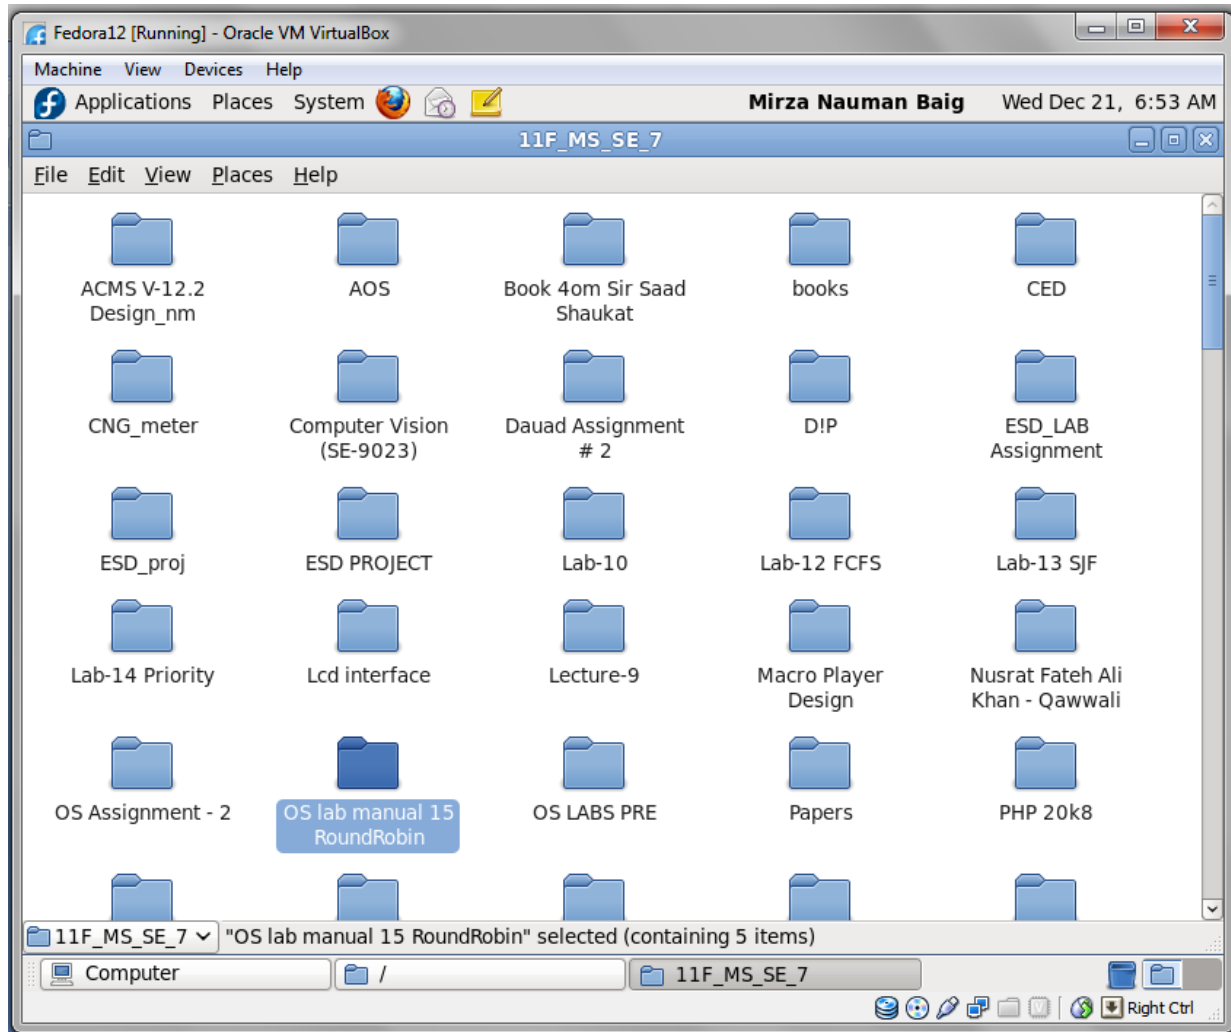 Fedora12 [Running] - Oracle VM VirtualBox
Machine View Devices Help
Applications Places System Mirza Nauman Baig Wed Dec 21, 6:53 AM
11F_MS_SE_7
File Edit View Places Help
ACMS V-12.2
Design_nm
AOS
Book 4om Sir Saad
Shaukat
books
CED
CNG_meter
Computer Vision
(SE-9023)
Dauad Assignment
# 2
D!P
ESD_LAB
Assignment
ESD_proj
ESD PROJECT
Lab-10
Lab-12 FCFS
Lab-13 SJF
Lab-14 Priority
Lcd interface
Lecture-9
Macro Player
Design
Nusrat Fateh Ali
Khan - Qawwali
OS Assignment - 2
OS lab manual 15
RoundRobin
OS LABS PRE
Papers
PHP 20k8
11F_MS_SE_7 "OS lab manual 15 RoundRobin" selected (containing 5 items)
Computer / 11F_MS_SE_7
Right Ctrl